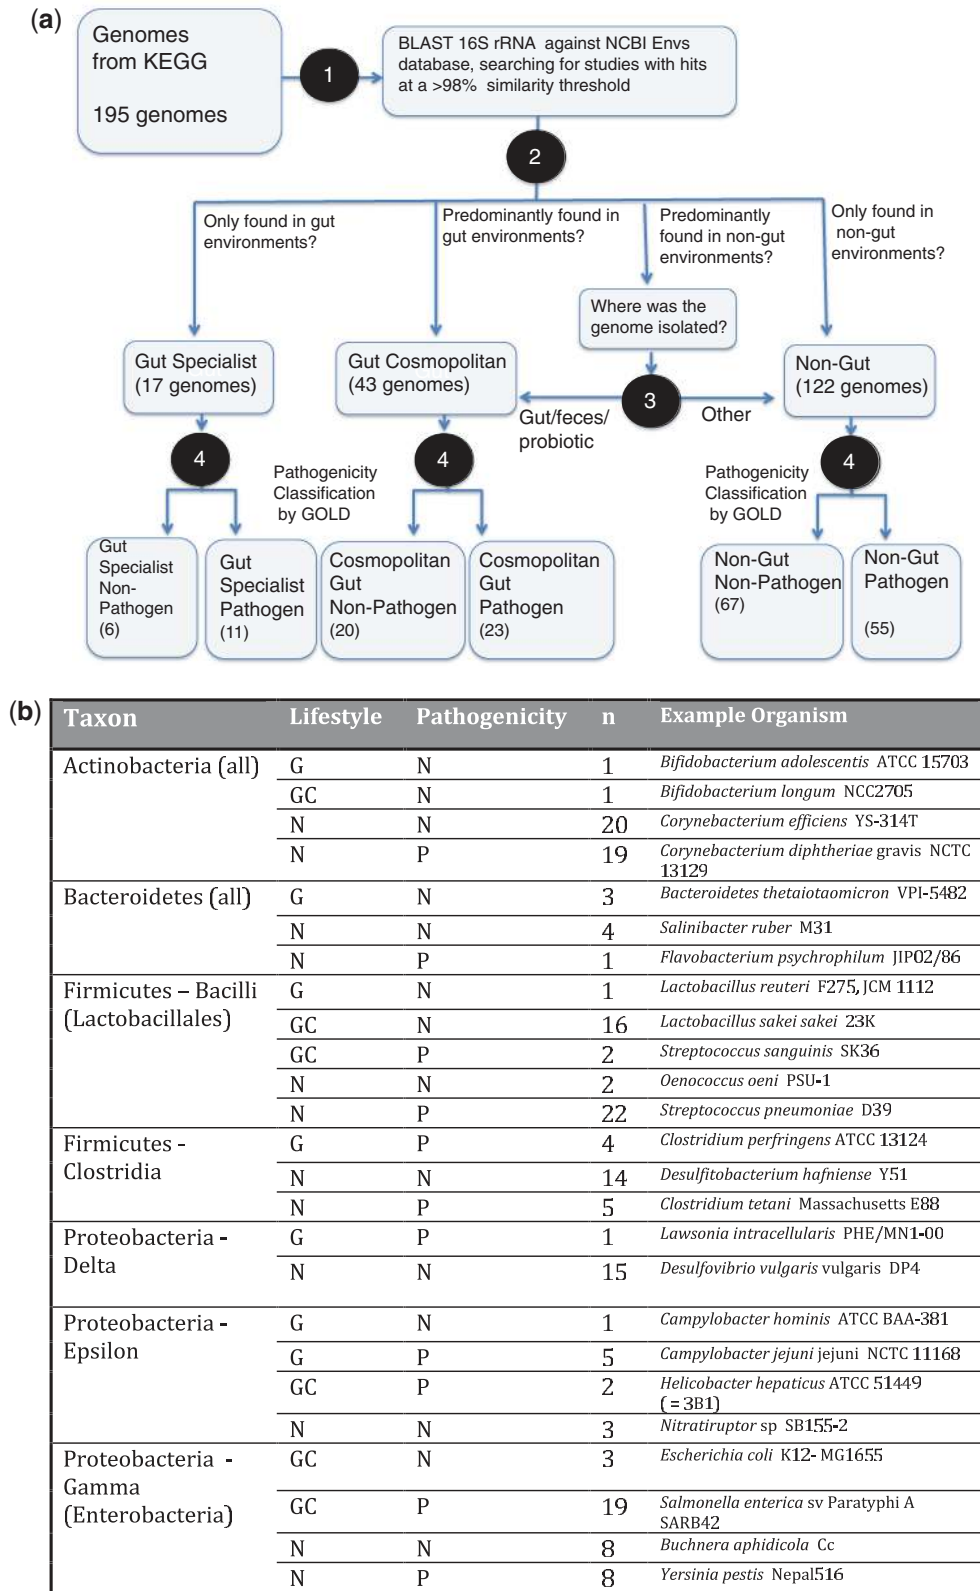 (a)
Genomes
from KEGG
195 genomes
1
BLAST 16S rRNA against NCBI Envs
database, searching for studies with hits
at a >98% similarity threshold
2
Only found in gut
environments?
Predominantly found in
gut environments?
Predominantly
found in non-gut
environments?
Only found in
non-gut
environments?
Where was the
genome isolated?
Gut Specialist
(17 genomes)
Gut Cosmopolitan
(43 genomes)
3
Non-Gut
(122 genomes)
Gut/feces/
probiotic
Other
4
Pathogenicity
Classification
by GOLD
4
Pathogenicity
Classification
by GOLD
4
Gut
Specialist
Non-
Pathogen
(6)
Gut
Specialist
Pathogen
(11)
Cosmopolitan
Gut
Non-Pathogen
(20)
Cosmopolitan
Gut
Pathogen
(23)
Non-Gut
Non-Pathogen
(67)
Non-Gut
Pathogen
(55)
(b)
Taxon Lifestyle Pathogenicity n Example Organism
Actinobacteria (all) G N 1 Bifidobacterium adolescentis ATCC 15703
GC N 1 Bifidobacterium longum NCC2705
N N 20 Corynebacterium efficiens YS-314T
N P 19 Corynebacterium diphtheriae gravis NCTC
13129
Bacteroidetes (all) G N 3 Bacteroidetes thetaiotaomicron VPI-5482
N N 4 Salinibacter ruber M31
N P 1 Flavobacterium psychrophilum JIP02/86
Firmicutes – Bacilli G N 1 Lactobacillus reuteri F275, JCM 1112
(Lactobacillales) GC N 16 Lactobacillus sakei sakei 23K
GC P 2 Streptococcus sanguinis SK36
N N 2 Oenococcus oeni PSU-1
N P 22 Streptococcus pneumoniae D39
Firmicutes - G P 4 Clostridium perfringens ATCC 13124
Clostridia N N 14 Desulfitobacterium hafniense Y51
N P 5 Clostridium tetani Massachusetts E88
Proteobacteria - G P 1 Lawsonia intracellularis PHE/MN1-00
Delta N N 15 Desulfovibrio vulgaris vulgaris DP4
Proteobacteria - G N 1 Campylobacter hominis ATCC BAA-381
Epsilon G P 5 Campylobacter jejuni jejuni NCTC 11168
GC P 2 Helicobacter hepaticus ATCC 51449
(=3B1)
N N 3 Nitratiruptor sp SB155-2
Proteobacteria - GC N 3 Escherichia coli K12- MG1655
Gamma
(Enterobacteria) GC P 19 Salmonella enterica sv Paratyphi A
SARB42
N N 8 Buchnera aphidicola Cc
N P 8 Yersinia pestis Nepal516